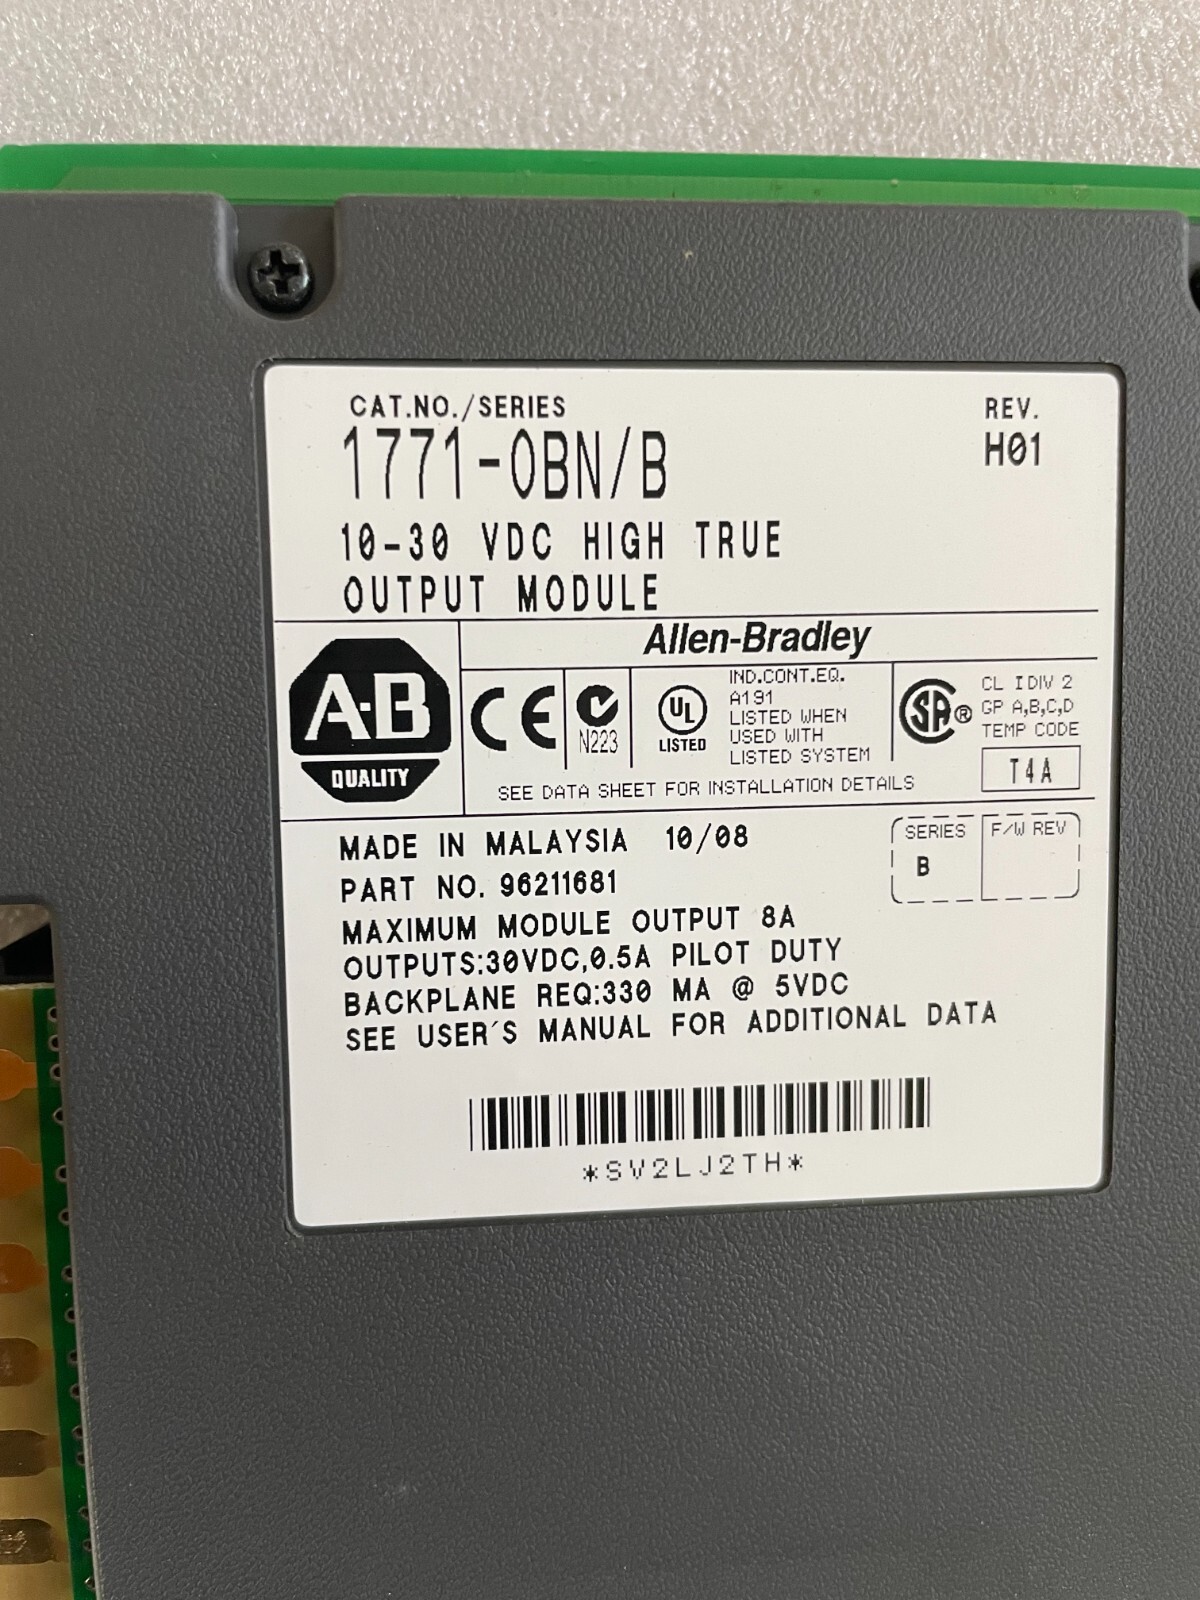 CAT.NO./SERIES
REV.
1771-OBN/B
H01
10-30 VDC HIGH TRUE
OUTPUT MODULE
Allen-Bradley
A-B
QUALITY
CE
N223
UL
LISTED
IND.CONT.EQ.
A191
LISTED WHEN
USED WITH
LISTED SYSTEM
SA®
CL I DIV 2
GP A,B,C,D
TEMP CODE
T4A
SEE DATA SHEET FOR INSTALLATION DETAILS
MADE IN MALAYSIA 10/08
SERIES
F/W REV
B
PART NO. 96211681
MAXIMUM MODULE OUTPUT 8A
OUTPUTS:30VDC,0.5A PILOT DUTY
BACKPLANE REQ:330 MA @ 5VDC
SEE USER´S MANUAL FOR ADDITIONAL DATA
*SV2LJ2TH*